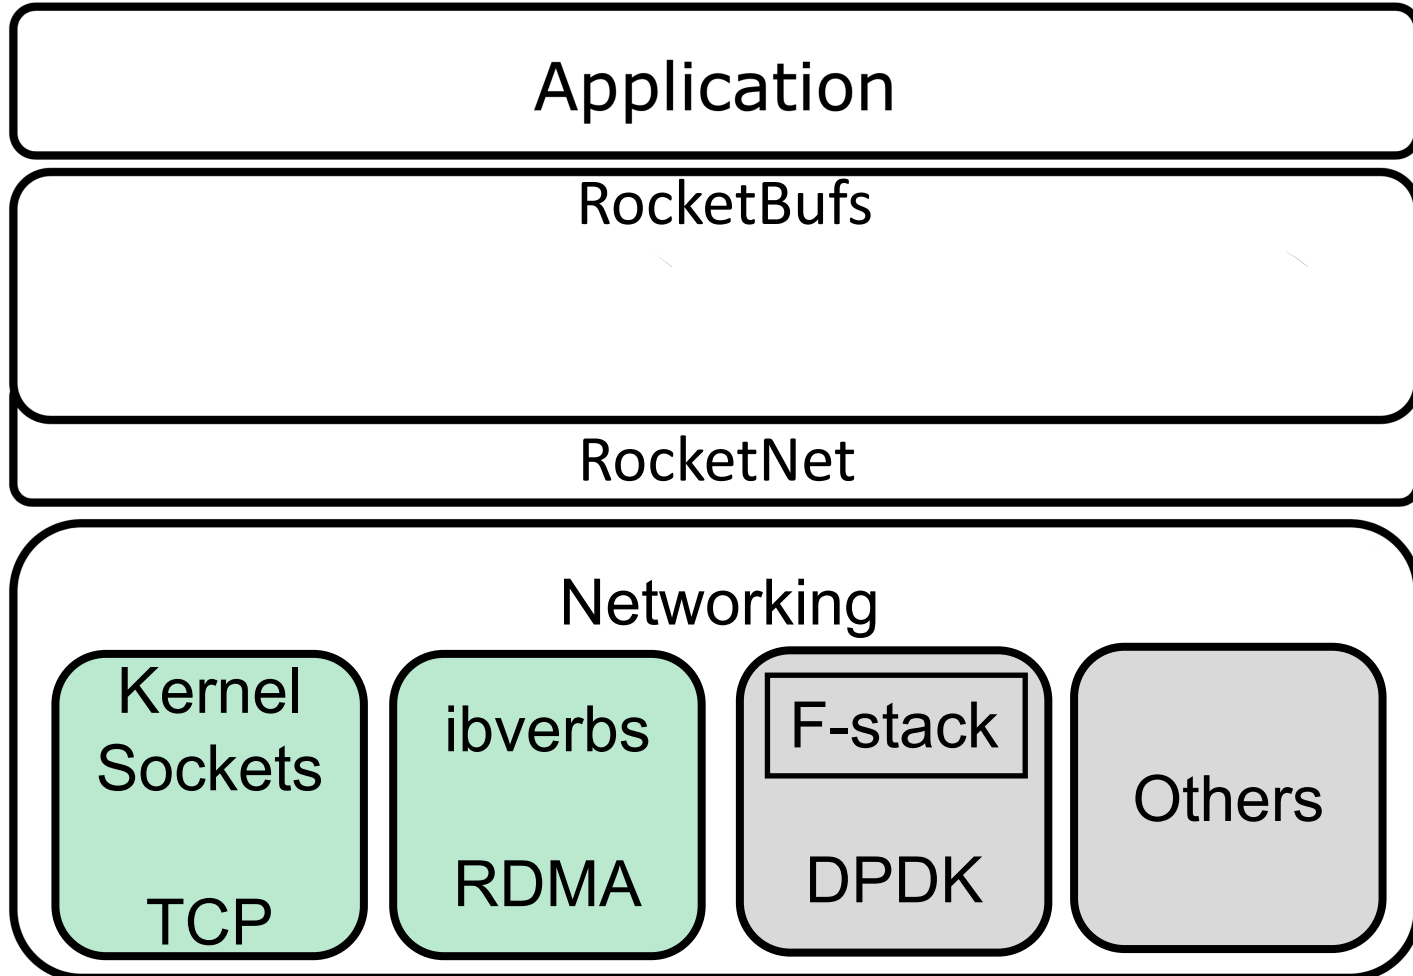 Application
RocketBufs
RocketNet
Networking
Kernel
Sockets
TCP
ibverbs
RDMA
F-stack
DPDK
Others